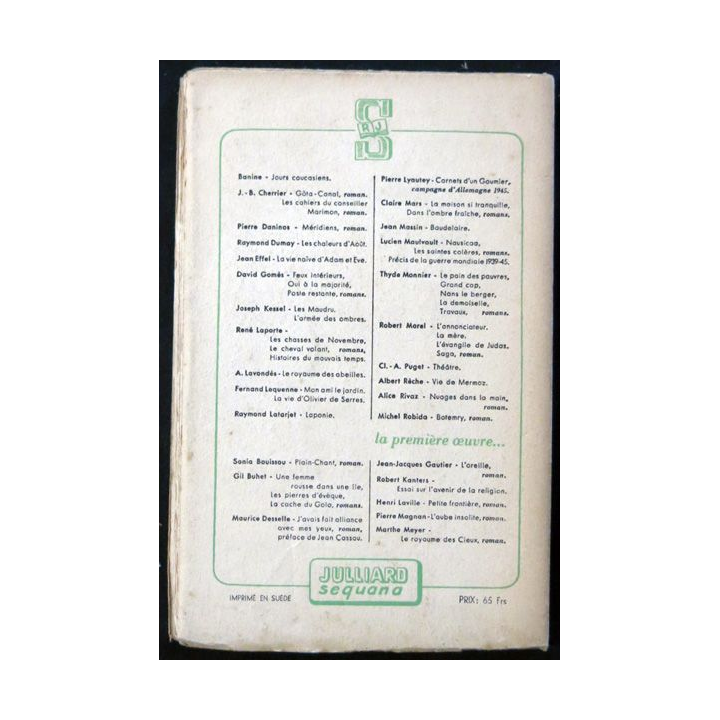 S
RJ
Banine - Jours caucasiens.
J.-B. Cherrier - Göta-Canal, roman.
Les cahiers du conseiller
Marimon, roman.
Pierre Daninos - Méridiens, roman.
Raymond Dumay - Les chaleurs d'Août.
Jean Effel - La vie naïve d'Adam et Eve.
David Gomès - Feux intérieurs,
Oui à la majorité,
Poste restante, romans.
Joseph Kessel - Les Maudru.
L'armée des ombres.
René Laporte -
Les chasses de Novembre,
Le cheval volant, romans,
Histoires du mauvais temps.
A. Lavondès - Le royaume des abeilles.
Fernand Lequenne - Mon ami le jardin.
La vie d'Olivier de Serres.
Raymond Latarjet - Laponie.
Pierre Lyautey - Carnets d'un Goumier,
campagne d'Allemagne 1945.
Claire Mars - La maison si tranquille,
Dans l'ombre fraîche, romans.
Jean Massin - Baudelaire.
Lucien Maulvault - Nausicaa,
Les saintes colères, romans.
Précis de la guerre mondiale 1939-45.
Thyde Monnier - Le pain des pauvres,
Grand cap,
Nans le berger,
La demoiselle,
Travaux, romans.
Robert Morel - L'annonciateur.
La mère.
L'évangile de Judas.
Saga, roman.
Cl.-A. Puget - Théâtre.
Albert Rèche - Vie de Mermoz.
Alice Rivaz - Nuages dans la main,
roman.
Michel Robida - Batemry, roman.
la première œuvre...
Sonia Bouissou - Plain-Chant, roman.
Gil Buhet - Une femme
rousse dans une île,
Les pierres d'évêque,
La cache du Golo, romans.
Maurice Desselle - J'avais fait alliance
avec mes yeux, roman,
préface de Jean Cassou.
Jean-Jacques Gautier - L'oreille,
roman.
Robert Kanters -
Essai sur l'avenir de la religion.
Henri Laville - Petite frontière, roman.
Pierre Magnan - L'aube insolite, roman.
Marthe Meyer -
Le royaume des Cieux, roman.
JULLIARD
sequana
IMPRIMÉ EN SUÈDE
PRIX: 65 Frs